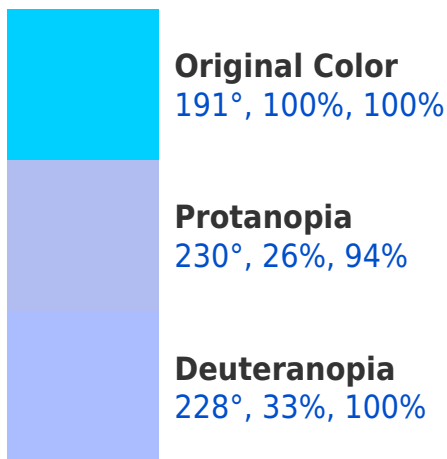 Original Color
191°, 100%, 100%
Protanopia
230°, 26%, 94%
Deuteranopia
228°, 33%, 100%